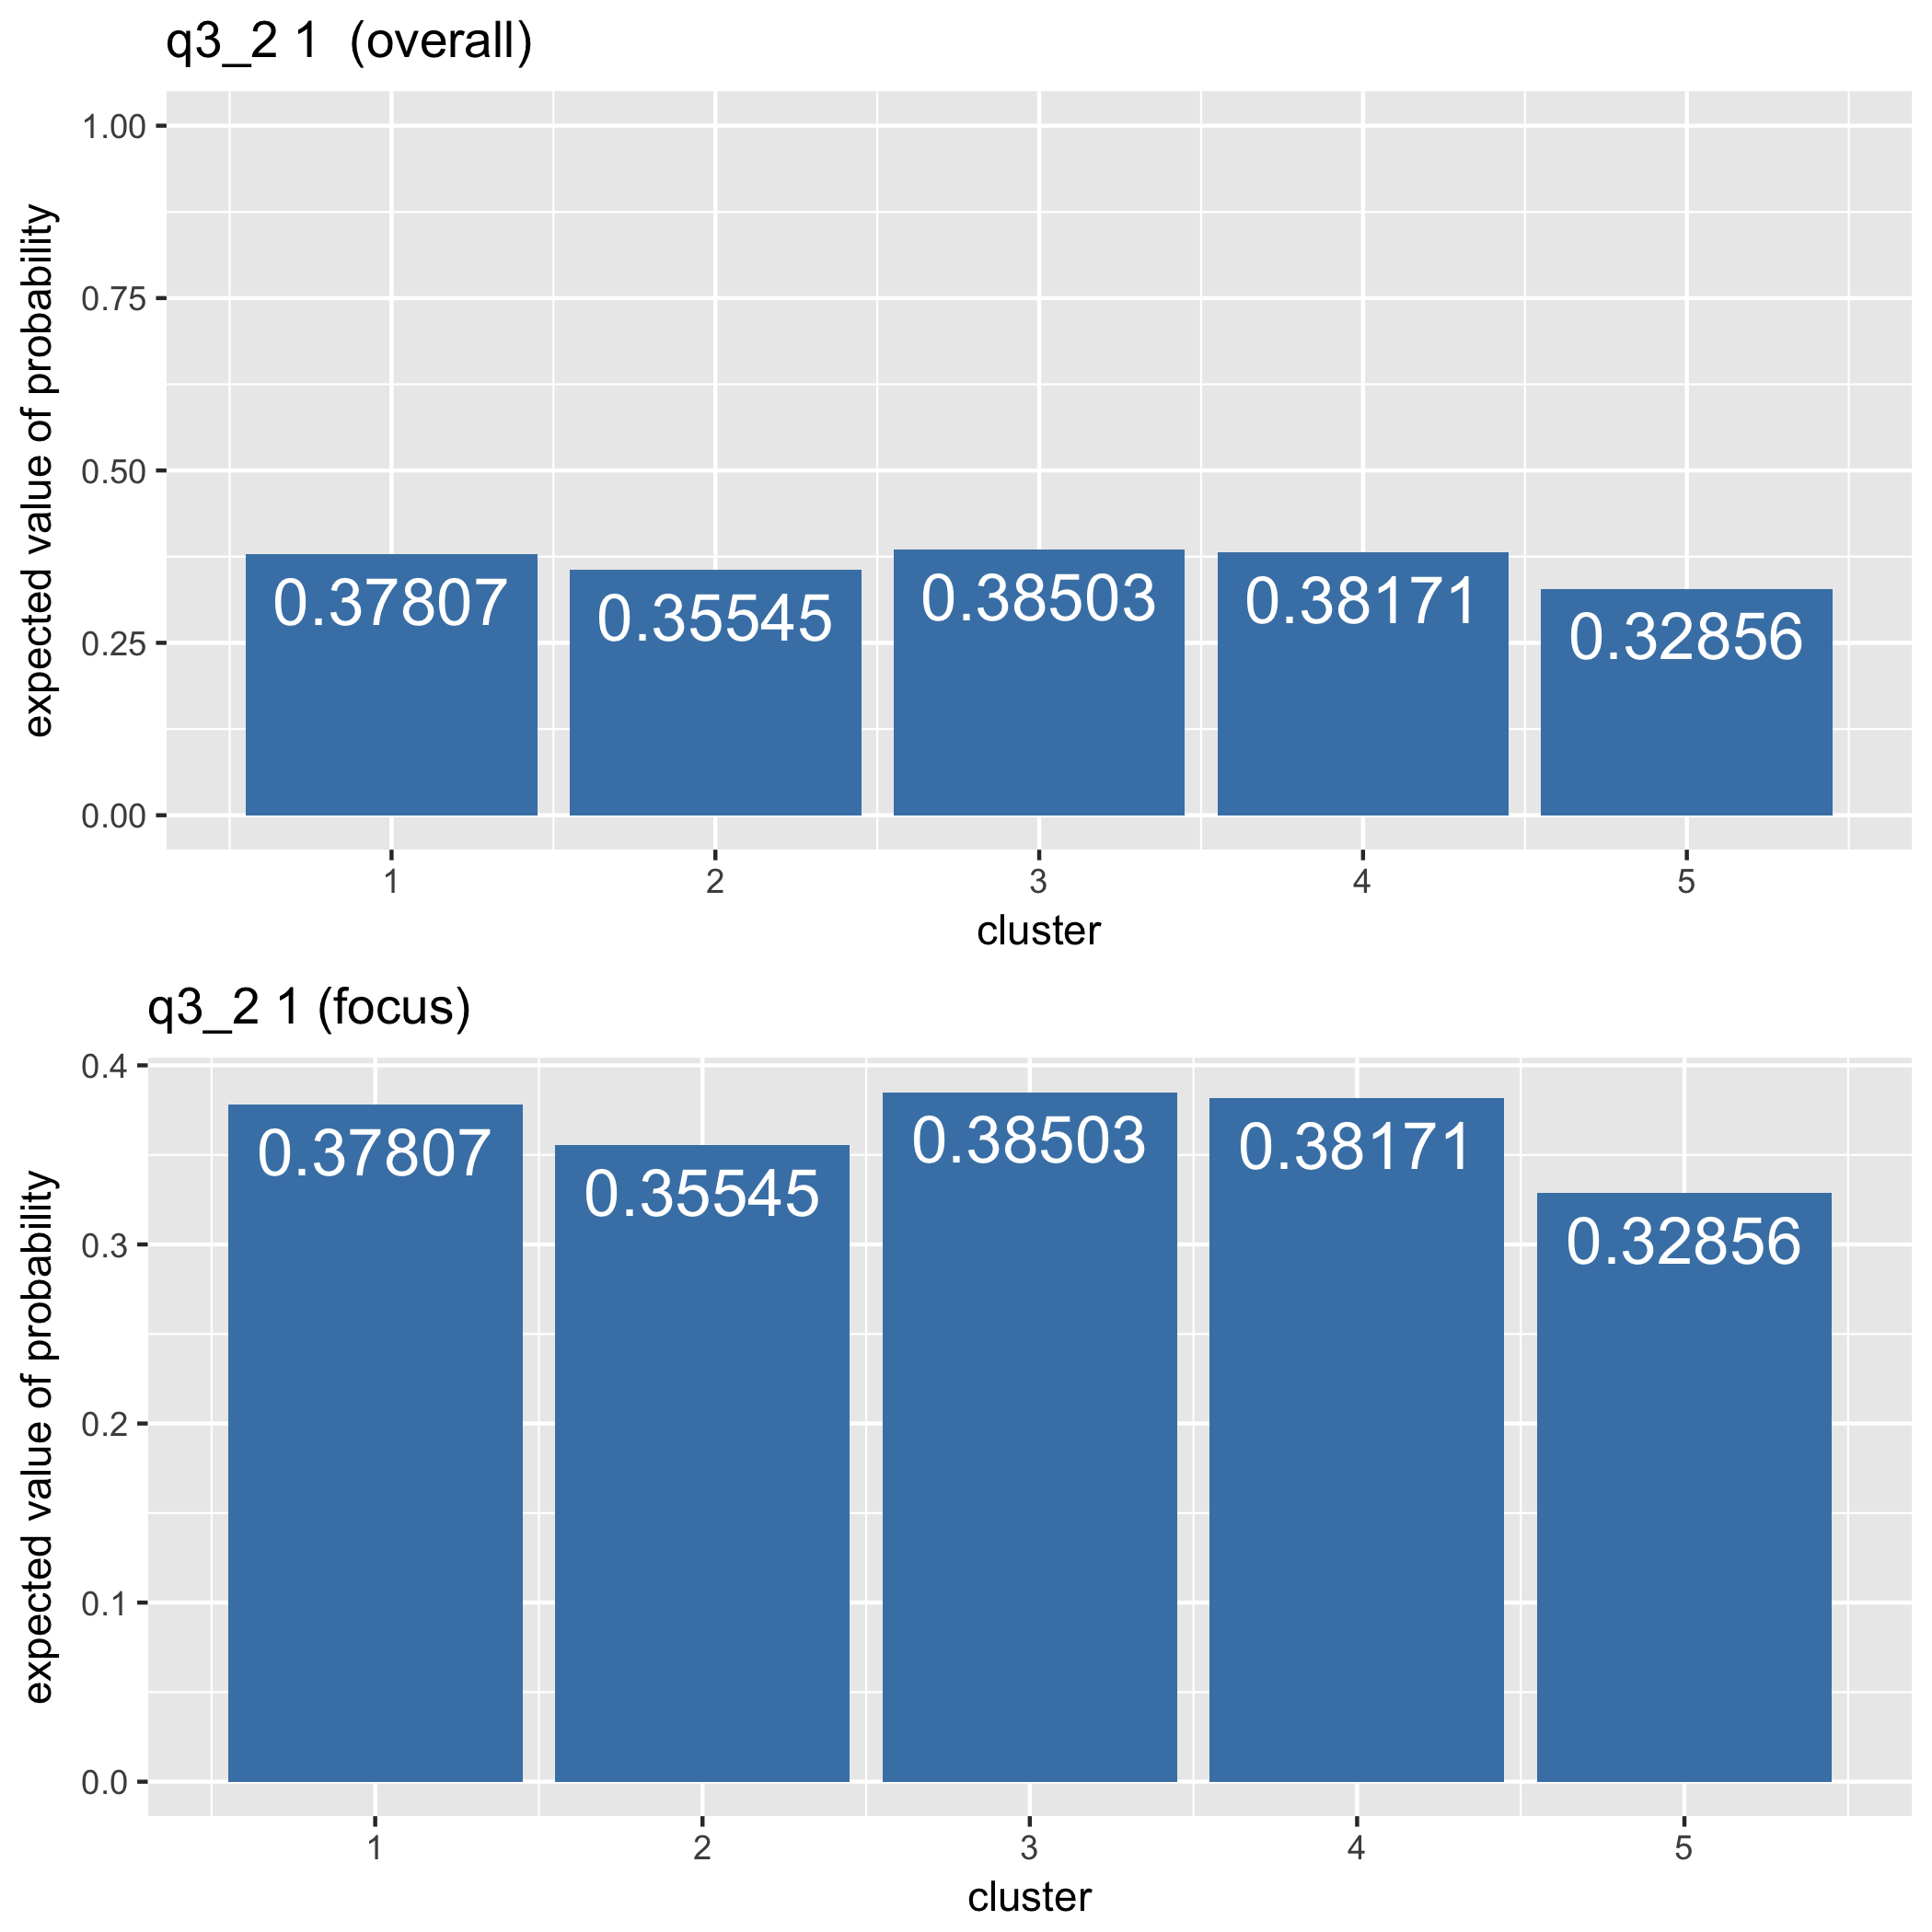 q3_2 1  (overall)
expected value of probability
1.00
0.75
0.50
0.25
0.00
0.37807
0.35545
0.38503
0.38171
0.32856
1 2 3 4 5
cluster
q3_2 1 (focus)
expected value of probability
0.4
0.3
0.2
0.1
0.0
0.37807
0.35545
0.38503
0.38171
0.32856
1 2 3 4 5
cluster